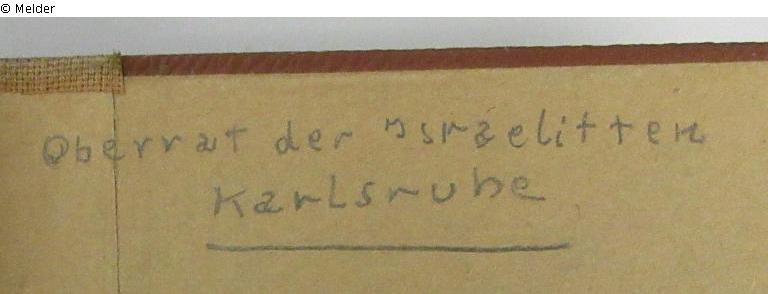 © Melder
Oberrat der Israelitten
Karlsruhe